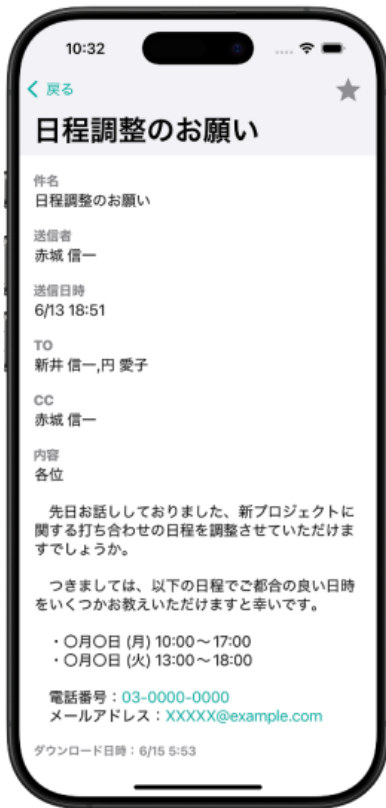 10:32
戻る
日程調整のお願い
件名
日程調整のお願い
送信者
赤城 信一
送信日時
6/13 18:51
TO
新井 信一,円 愛子
CC
赤城 信一
内容
各位
先日お話ししておりました、新プロジェクトに
関する打ち合わせの日程を調整させていただけま
すでしょうか。
つきましては、以下の日程でご都合の良い日時
をいくつかお教えいただけますと幸いです。
・〇月〇日 (月) 10:00～17:00
・〇月〇日 (火) 13:00～18:00
電話番号：03-0000-0000
メールアドレス：XXXXX@example.com
ダウンロード日時：6/15 5:53